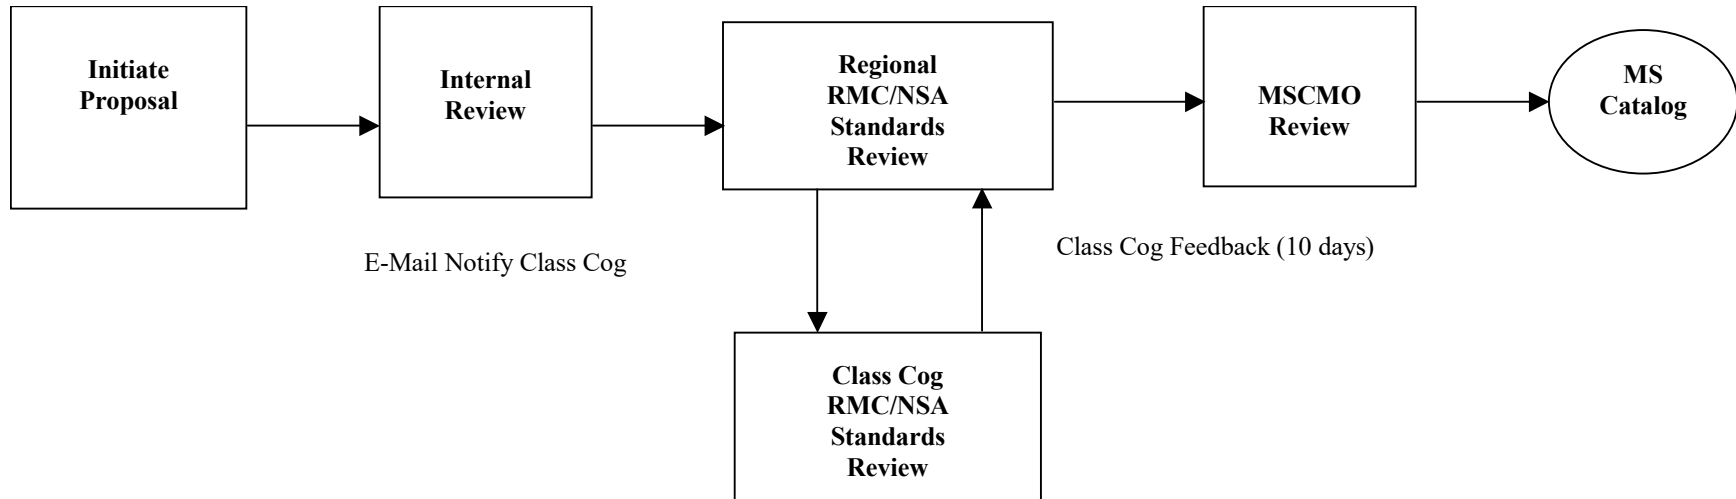 Initiate
Proposal
Internal
Review
Regional
RMC/NSA
Standards
Review
MSCMO
Review
MS
Catalog
E-Mail Notify Class Cog
Class Cog Feedback (10 days)
Class Cog
RMC/NSA
Standards
Review